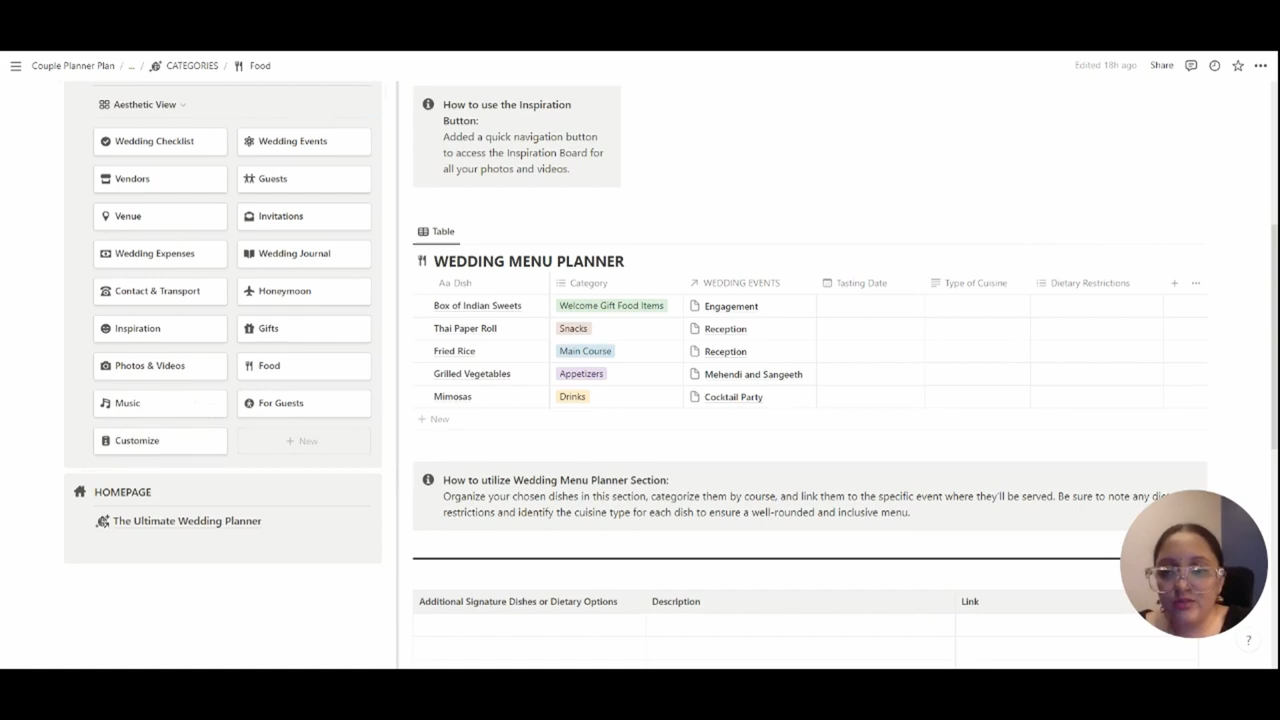 Couple Planner Plan / ... / CATEGORIES / Food
Edited 18h ago Share
Aesthetic View
Wedding Checklist Wedding Events
Vendors Guests
Venue Invitations
Wedding Expenses Wedding Journal
Contact & Transport Honeymoon
Inspiration Gifts
Photos & Videos Food
Music For Guests
Customize + New
HOMEPAGE
The Ultimate Wedding Planner
How to use the Inspiration
Button:
Added a quick navigation button
to access the Inspiration Board for
all your photos and videos.
Table
WEDDING MENU PLANNER
Aa Dish Category WEDDING EVENTS Tasting Date Type of Cuisine Dietary Restrictions + ...
Box of Indian Sweets Welcome Gift Food Items Engagement
Thai Paper Roll Snacks Reception
Fried Rice Main Course Reception
Grilled Vegetables Appetizers Mehendi and Sangeeth
Mimosas Drinks Cocktail Party
+ New
How to utilize Wedding Menu Planner Section:
Organize your chosen dishes in this section, categorize them by course, and link them to the specific event where they'll be served. Be sure to note any
restrictions and identify the cuisine type for each dish to ensure a well-rounded and inclusive menu.
Additional Signature Dishes or Dietary Options Description Link
?